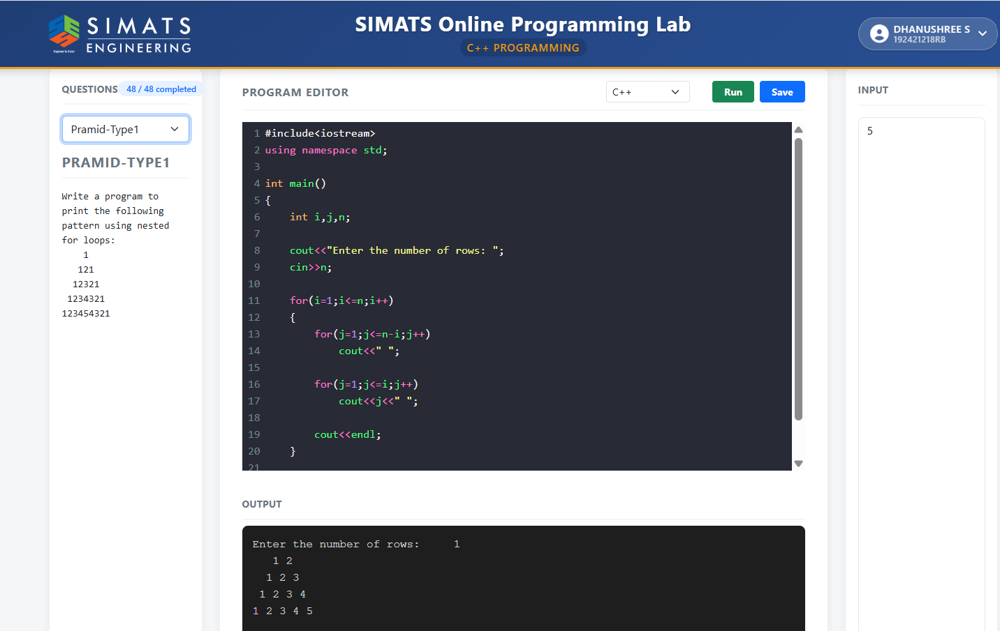 SIMATS
ENGINEERING
Engineer to Excel
SIMATS Online Programming Lab
C++ PROGRAMMING
DHANUSHREE S
192421218RB
QUESTIONS
48 / 48 completed
Pramid-Type1
PRAMID-TYPE1
Write a program to
print the following
pattern using nested
for loops:
    1
   121
  12321
 1234321
123454321
PROGRAM EDITOR
C++
Run
Save
1 #include<iostream>
2 using namespace std;
3
4 int main()
5 {
6     int i,j,n;
7
8     cout<<"Enter the number of rows: ";
9     cin>>n;
10
11     for(i=1;i<=n;i++)
12     {
13         for(j=1;j<=n-i;j++)
14             cout<<" ";
15
16         for(j=1;j<=i;j++)
17             cout<<j<<" ";
18
19         cout<<endl;
20     }
21
OUTPUT
Enter the number of rows:     1
   1 2
  1 2 3
 1 2 3 4
1 2 3 4 5
INPUT
5